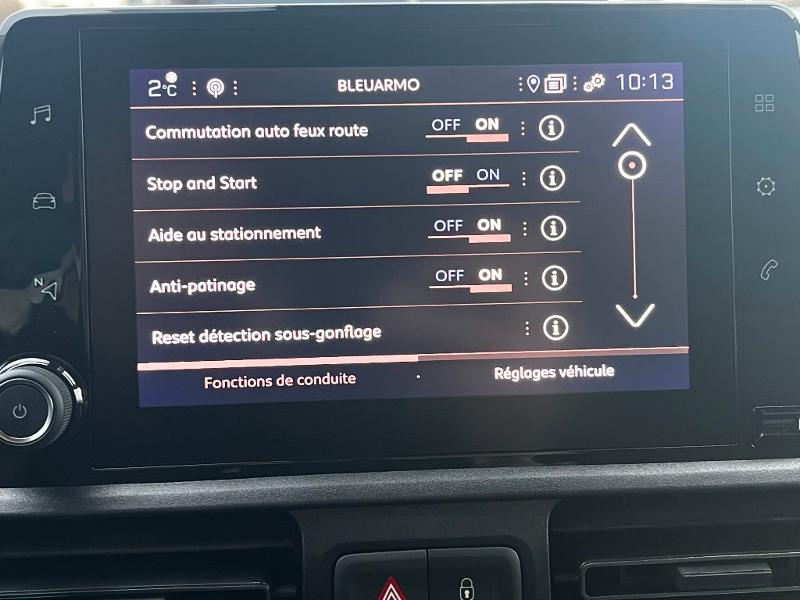 2°C BLEUARMO 10:13
Commutation auto feux route OFF ON
Stop and Start OFF ON
Aide au stationnement OFF ON
Anti-patinage OFF ON
Reset détection sous-gonflage
Fonctions de conduite Réglages véhicule
N